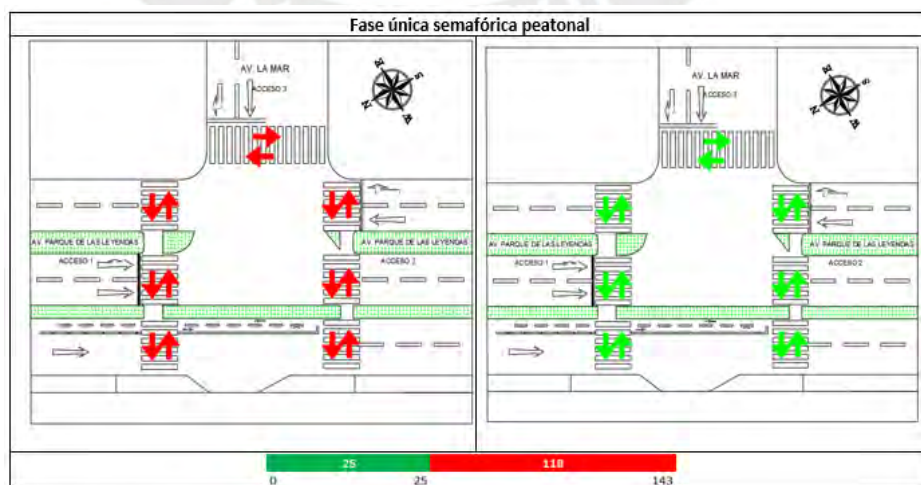 Fase única semafórica peatonal
AV. LA MAR
ACCESO 3
AV. PARQUE DE LAS LEYENDAS
AV. PARQUE DE LAS LEYENDAS
ACCESO 1
ACCESO 2
AV. LA MAR
ACCESO 3
AV. PARQUE DE LAS LEYENDAS
AV. PARQUE DE LAS LEYENDAS
ACCESO 1
ACCESO 2
25
118
0
25
143